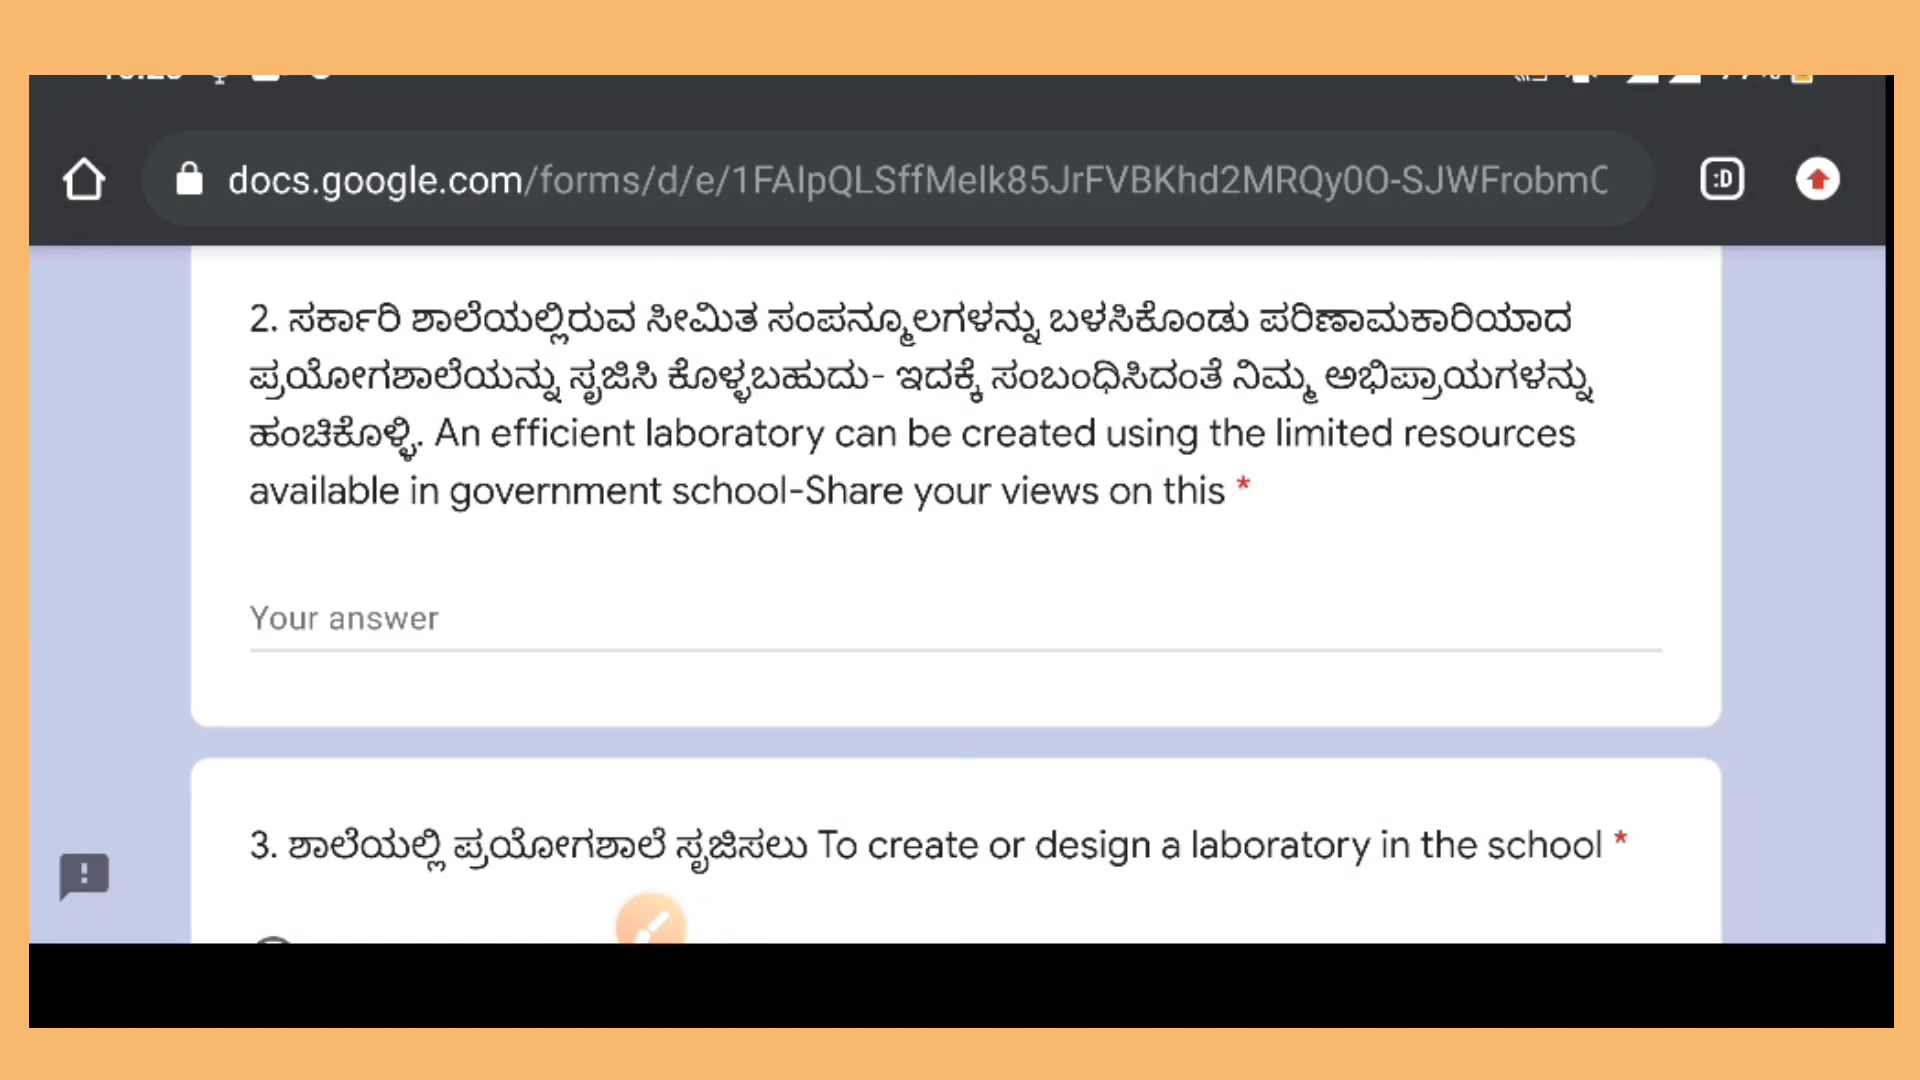 docs.google.com/forms/d/e/1FAIpQLSffMelk85JrFVBKhd2MRQy0O-SJWFrobmC
:D
2. ಸರ್ಕಾರಿ ಶಾಲೆಯಲ್ಲಿರುವ ಸೀಮಿತ ಸಂಪನ್ಮೂಲಗಳನ್ನು ಬಳಸಿಕೊಂಡು ಪರಿಣಾಮಕಾರಿಯಾದ
ಪ್ರಯೋಗಶಾಲೆಯನ್ನು ಸೃಜಿಸಿ ಕೊಳ್ಳಬಹುದು- ಇದಕ್ಕೆ ಸಂಬಂಧಿಸಿದಂತೆ ನಿಮ್ಮ ಅಭಿಪ್ರಾಯಗಳನ್ನು
ಹಂಚಿಕೊಳ್ಳಿ. An efficient laboratory can be created using the limited resources
available in government school-Share your views on this *
Your answer
3. ಶಾಲೆಯಲ್ಲಿ ಪ್ರಯೋಗಶಾಲೆ ಸೃಜಿಸಲು To create or design a laboratory in the school *